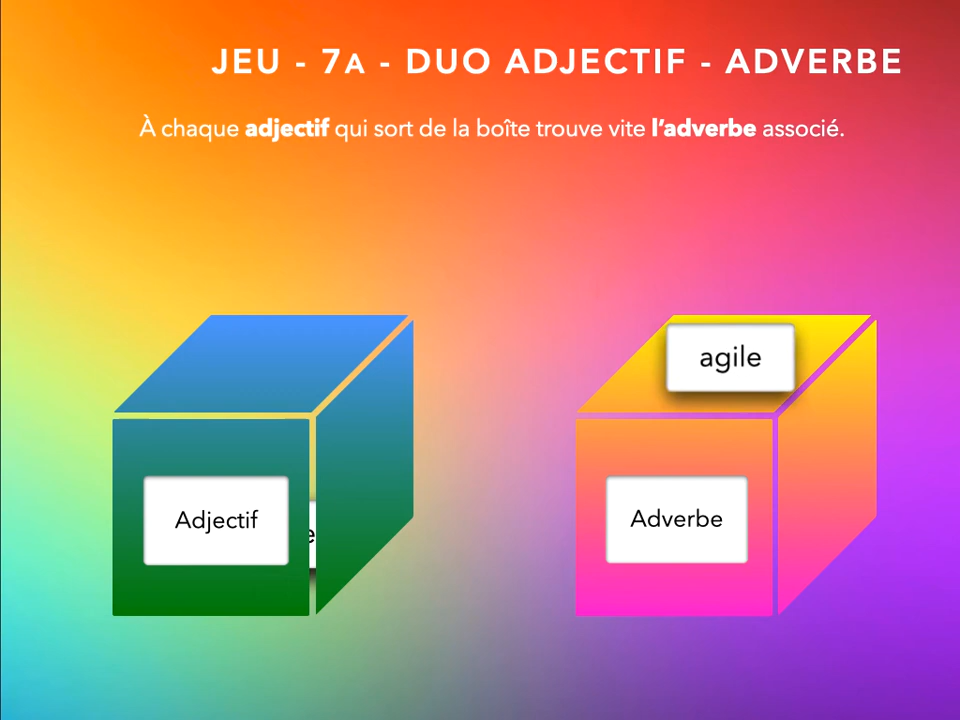 JEU - 7A - DUO ADJECTIF - ADVERBE
À chaque adjectif qui sort de la boîte trouve vite l'adverbe associé.
agile
Adjectif
Adverbe